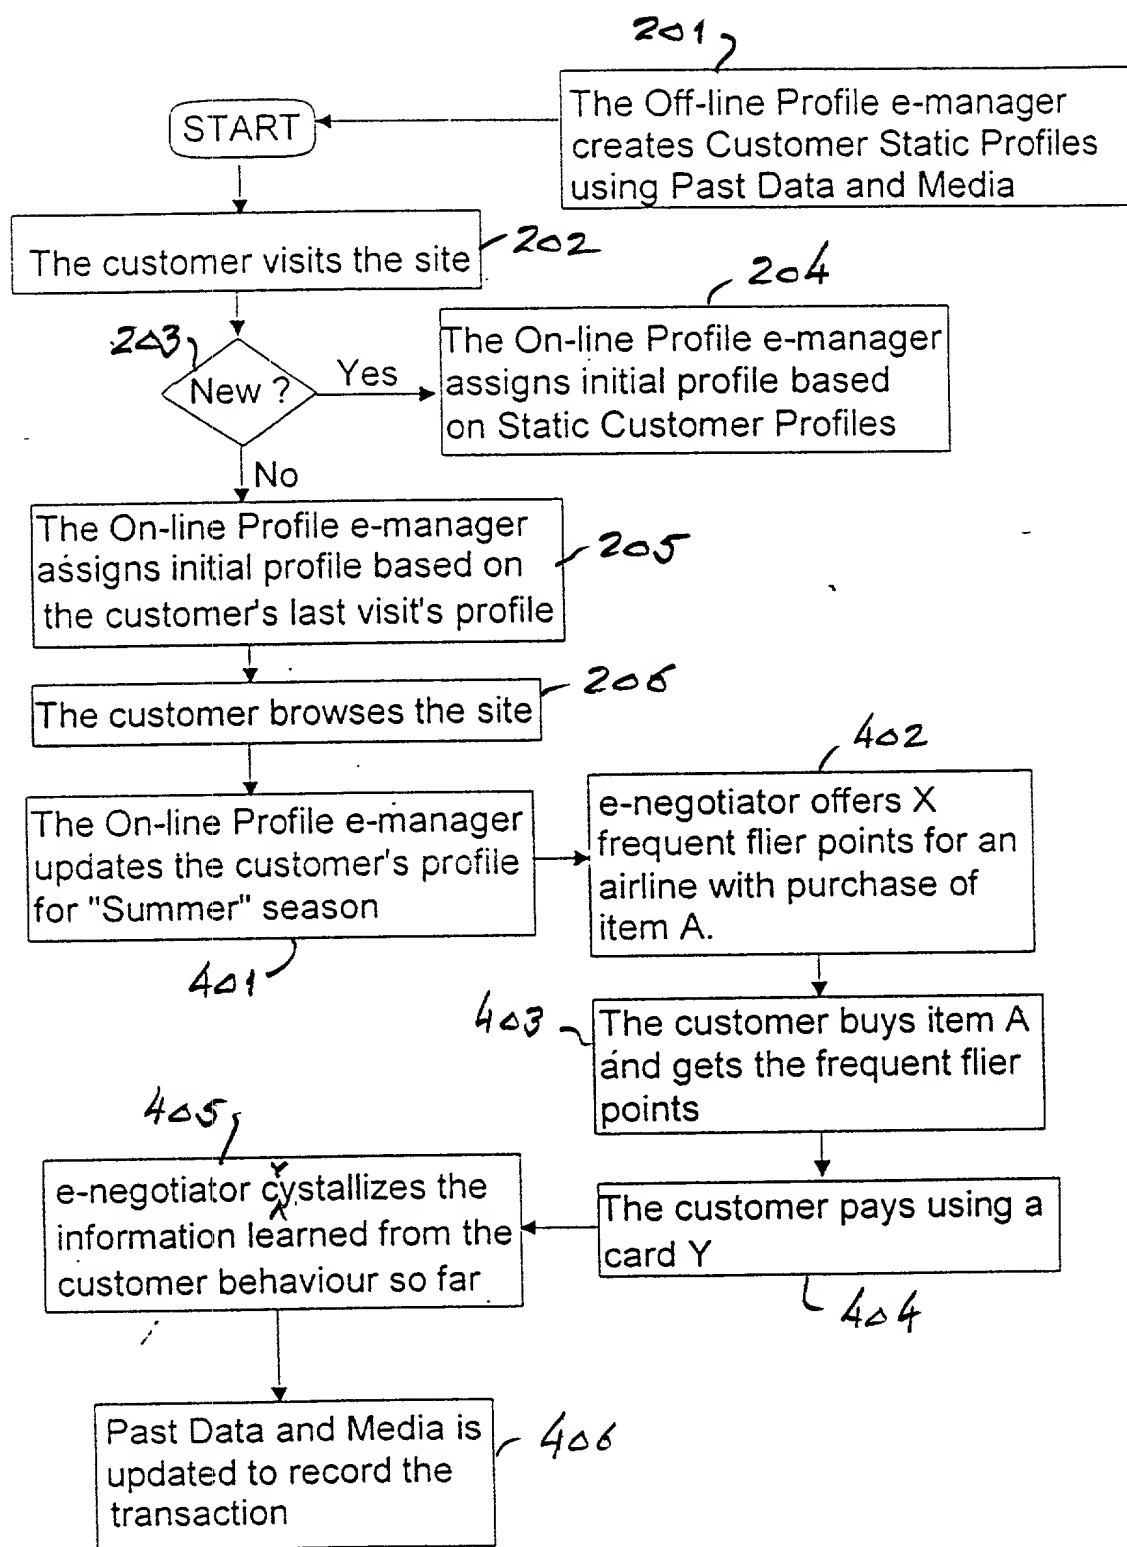 201
The Off-line Profile e-manager
creates Customer Static Profiles
using Past Data and Media
START
The customer visits the site
202
203
New ?
Yes
204
The On-line Profile e-manager
assigns initial profile based
on Static Customer Profiles
No
The On-line Profile e-manager
assigns initial profile based on
the customer's last visit's profile
205
206
The customer browses the site
The On-line Profile e-manager
updates the customer's profile
for "Summer" season
401
402
e-negotiator offers X
frequent flier points for an
airline with purchase of
item A.
403
The customer buys item A
and gets the frequent flier
points
The customer pays using a
card Y
404
405
e-negotiator crystallizes the
information learned from the
customer behaviour so far
Past Data and Media is
updated to record the
transaction
406